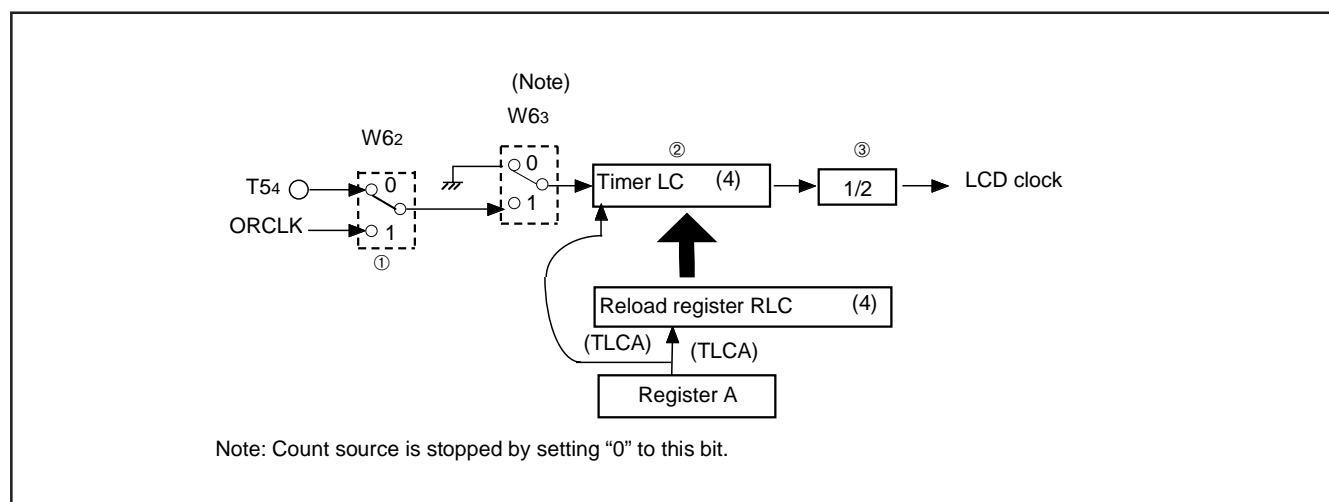 (Note)
W63
W62
T54
0
1
ORCLK
①
0
1
②
Timer LC (4)
③
1/2
LCD clock
Reload register RLC (4)
(TLCA)
(TLCA)
Register A
Note: Count source is stopped by setting “0” to this bit.